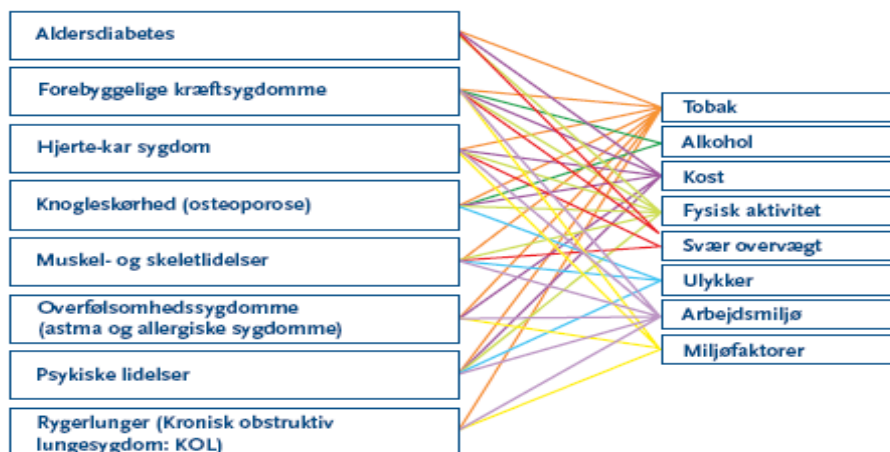 Aldersdiabetes
Forebyggelige kræftsygdomme
Hjerte-kar sygdom
Knogleskørhed (osteoporose)
Muskel- og skeletlidelser
Overfølsomhedssygdomme
(astma og allergiske sygdomme)
Psykiske lidelser
Rygerlunger (Kronisk obstruktiv
lungesygdom: KOL)
Tobak
Alkohol
Kost
Fysisk aktivitet
Svær overvægt
Ulykker
Arbejdsmiljø
Miljøfaktorer